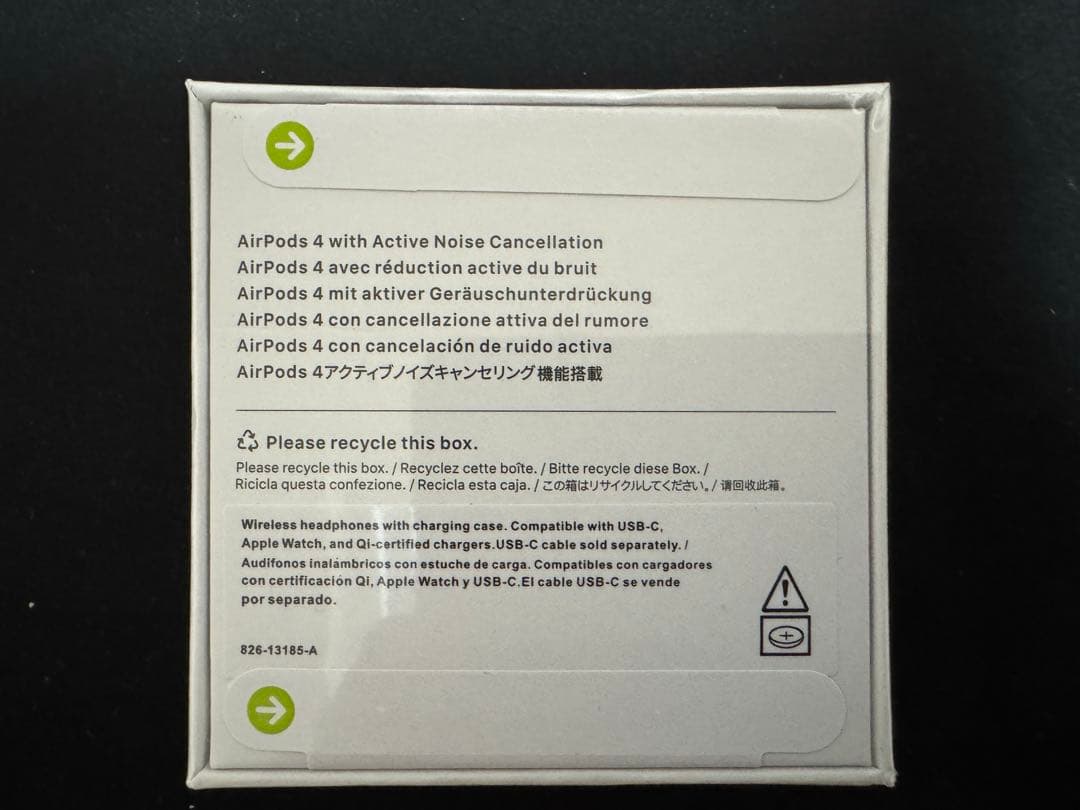 AirPods 4 with Active Noise Cancellation
AirPods 4 avec réduction active du bruit
AirPods 4 mit aktiver Geräuschunterdrückung
AirPods 4 con cancellazione attiva del rumore
AirPods 4 con cancelación de ruido activa
AirPods 4アクティブノイズキャンセリング機能搭載
Please recycle this box.
Please recycle this box. / Recyclez cette boîte. / Bitte recycle diese Box. /
Ricicla questa confezione. / Recicla esta caja. / この箱はリサイクルしてください。/ 请回收此箱。
Wireless headphones with charging case. Compatible with USB-C,
Apple Watch, and Qi-certified chargers.USB-C cable sold separately. /
Audífonos inalámbricos con estuche de carga. Compatibles con cargadores
con certificación Qi, Apple Watch y USB-C.El cable USB-C se vende
por separado.
826-13185-A